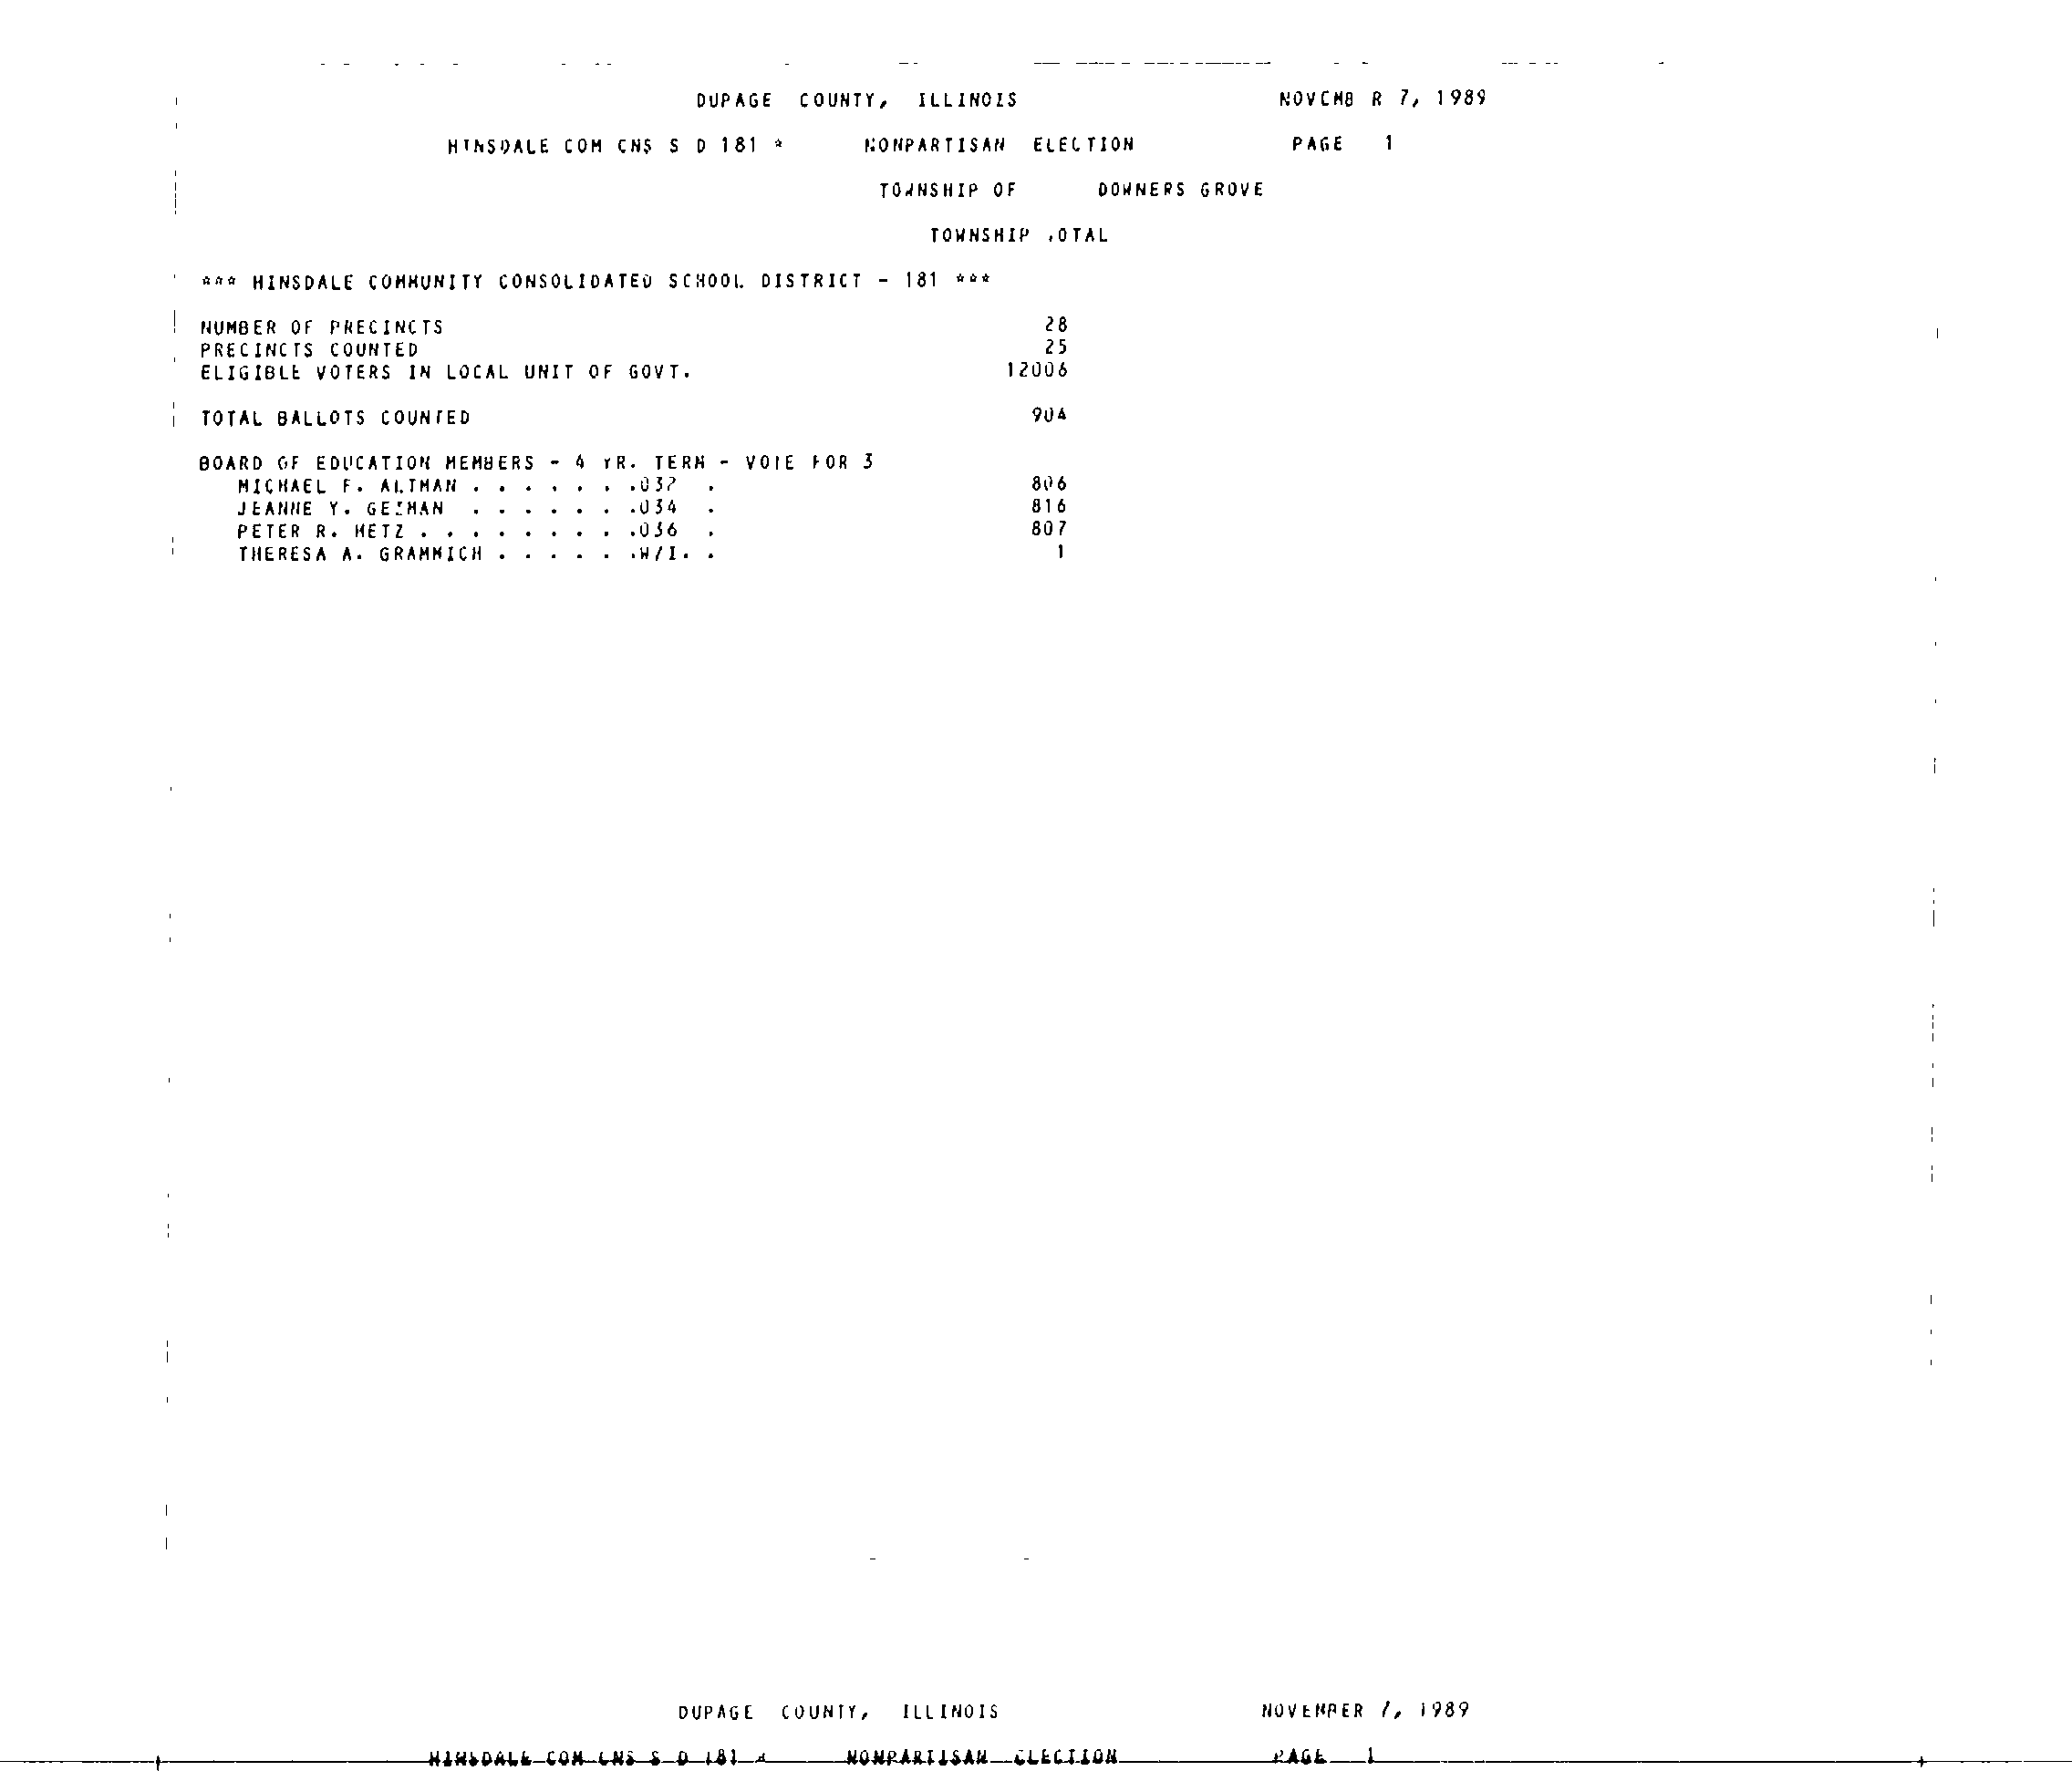 DUPAGE COUNTY, ILLINOIS NOVEMBER 7, 1989
HINSDALE COM CNS S D 181 * NONPARTISAN ELECTION PAGE 1
TOWNSHIP OF DOWNERS GROVE
TOWNSHIP TOTAL
*** HINSDALE COMMUNITY CONSOLIDATED SCHOOL DISTRICT - 181 ***
NUMBER OF PRECINCTS 28
PRECINCTS COUNTED 25
ELIGIBLE VOTERS IN LOCAL UNIT OF GOVT. 12006
TOTAL BALLOTS COUNTED 904
BOARD OF EDUCATION MEMBERS - 4 YR. TERM - VOTE FOR 3
MICHAEL F. ALTMAN . . . . . . .032 . 806
JEANNE Y. . . . . . . .034 . 816
PETER R. METZ . . . . . . . . .036 . 807
THERESA A. GRAMMICH . . . . . .W/I. . 1
DUPAGE COUNTY, ILLINOIS NOVEMBER 7, 1989
HINSDALE COM CNS S D 181 * NONPARTISAN ELECTION PAGE 1